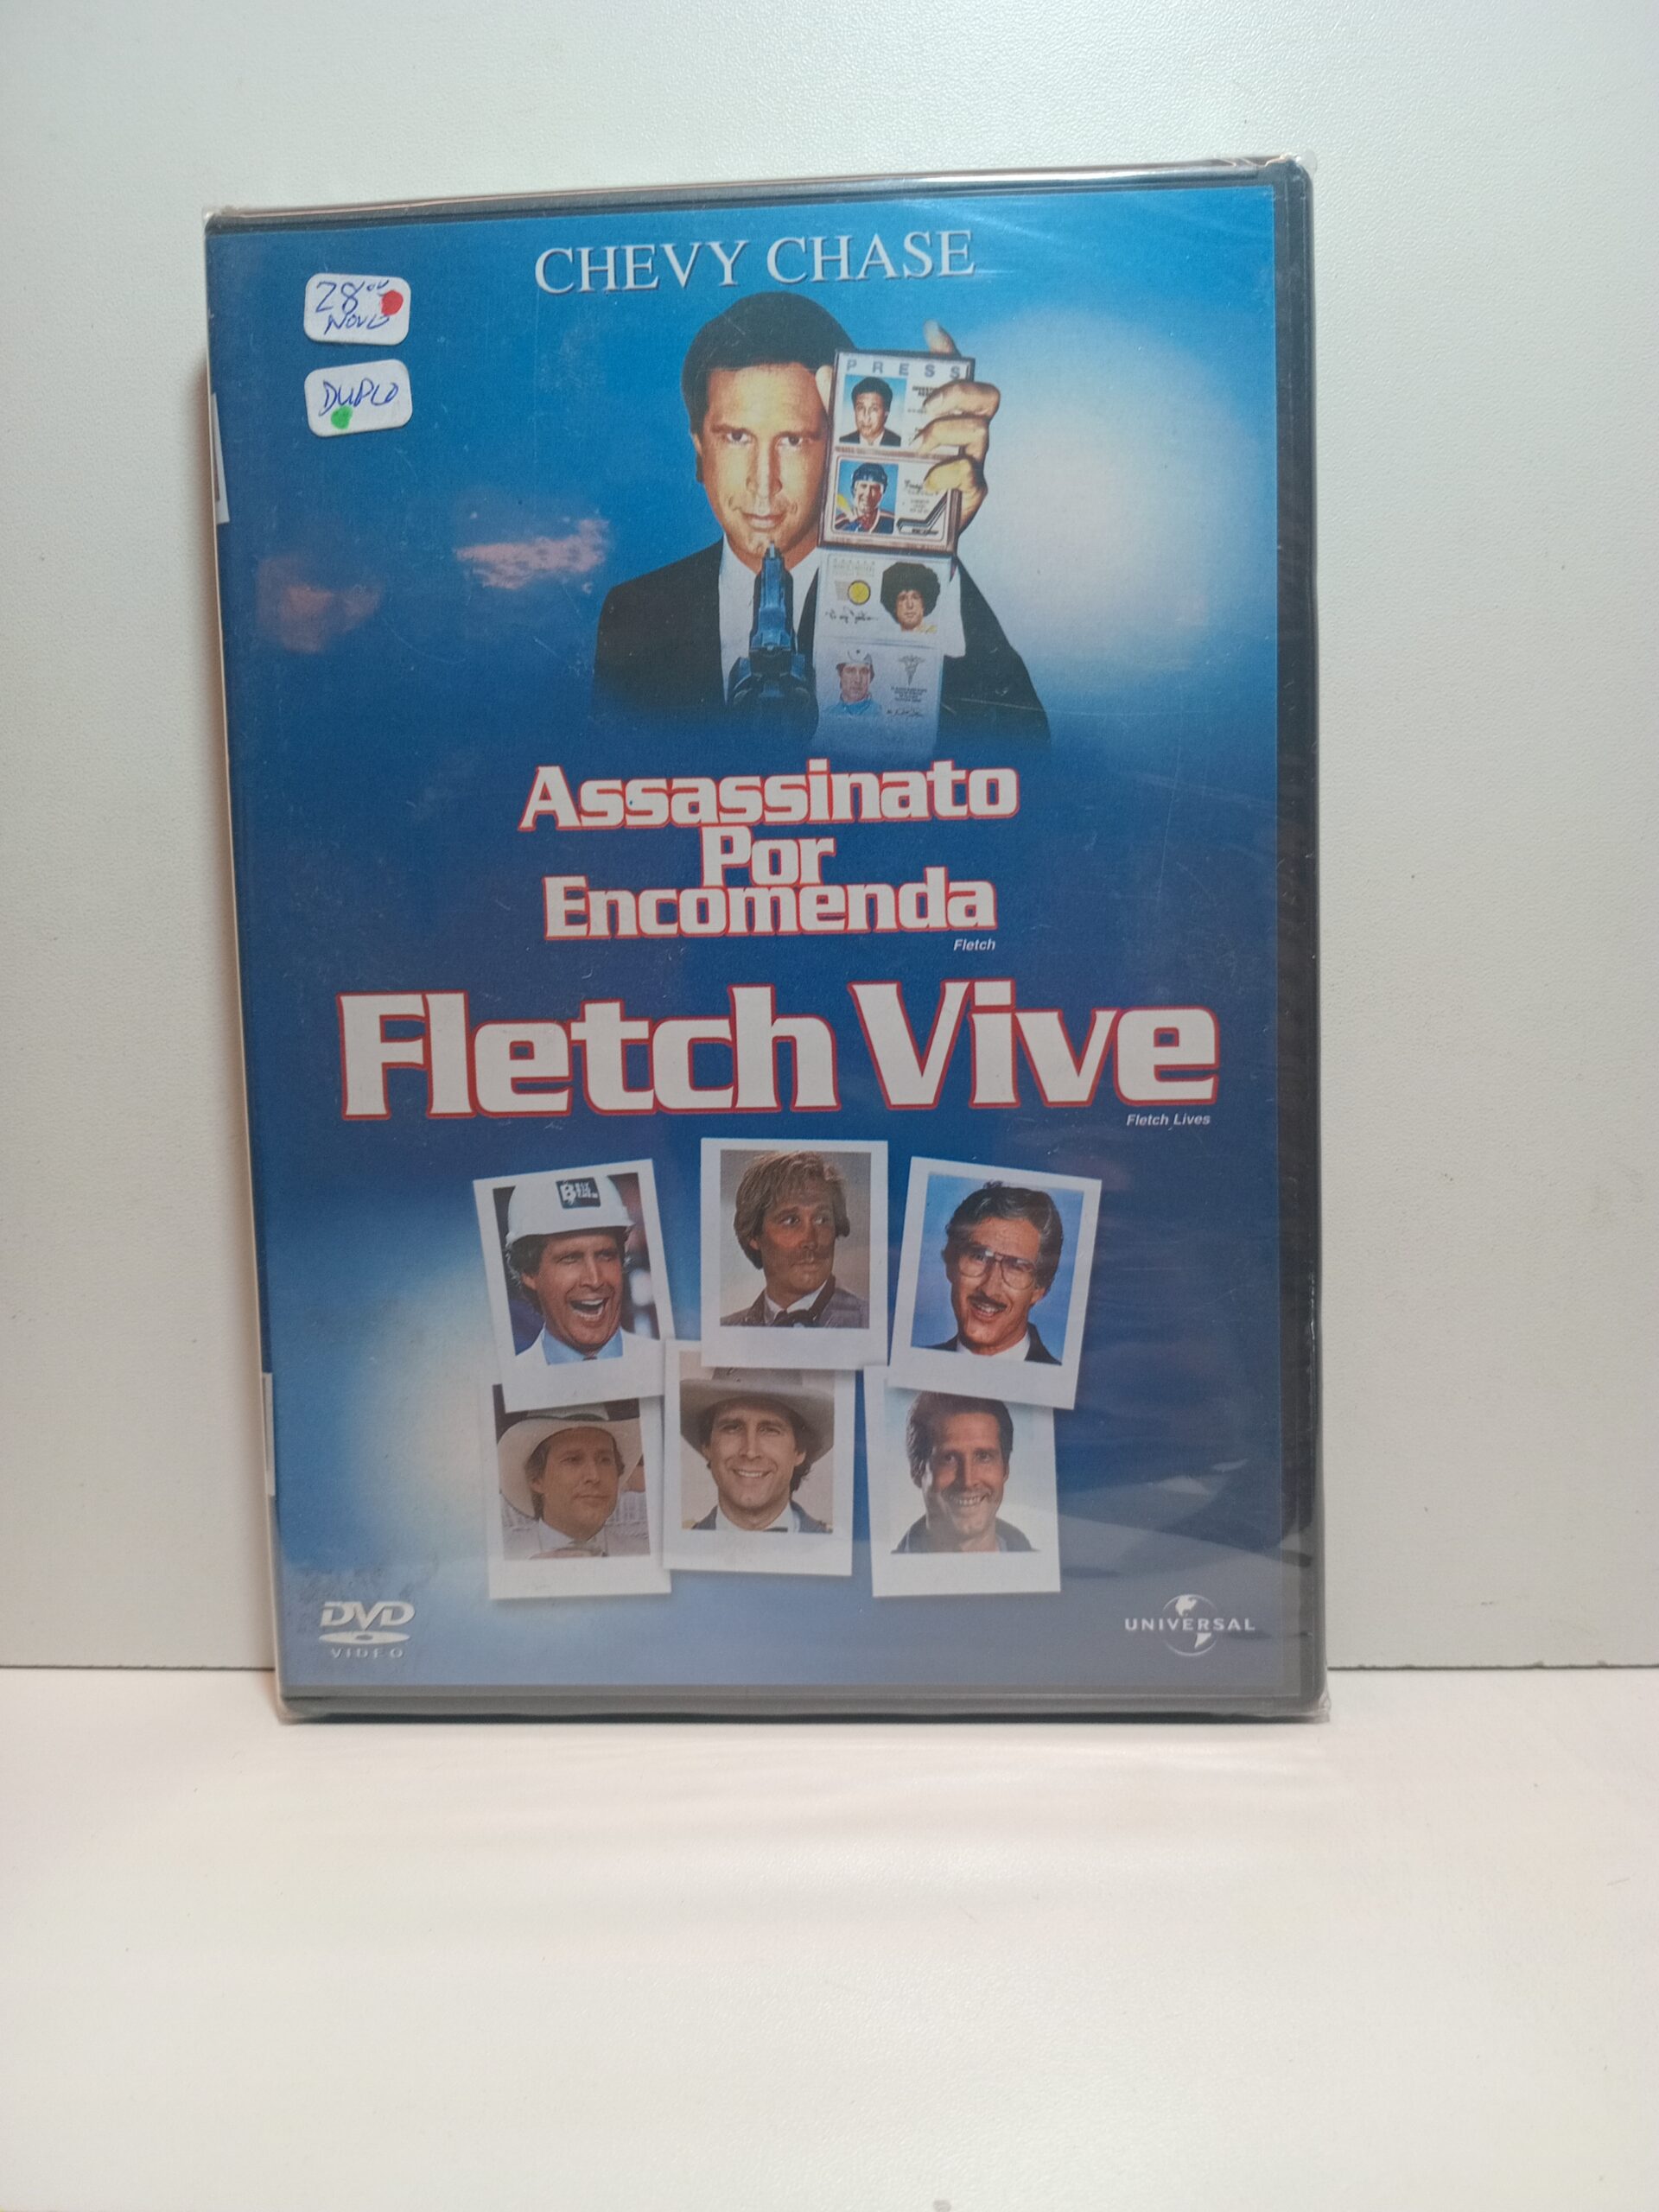 CHEVY CHASE
28,00
NOVO
DUPLO
PRESS
Assassinato
Por
Encomenda
Fletch
Fletch Vive
Fletch Lives
DVD
VIDEO
UNIVERSAL